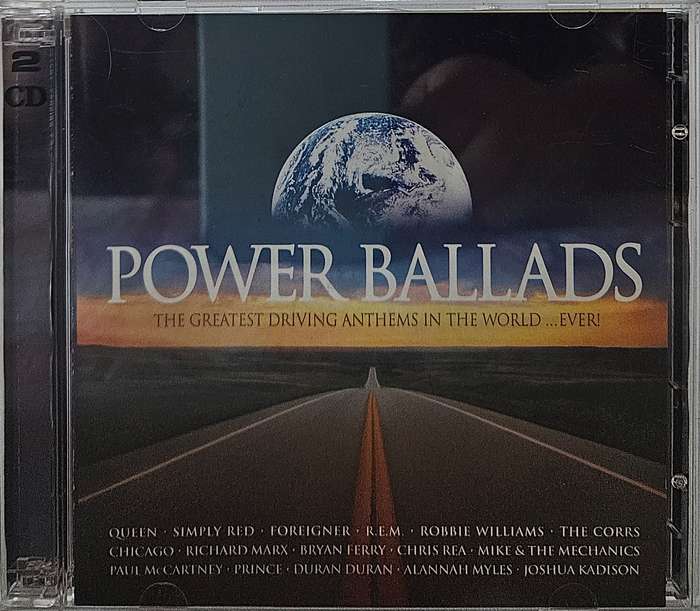 2
CD
POWER BALLADS
THE GREATEST DRIVING ANTHEMS IN THE WORLD ...EVER!
QUEEN · SIMPLY RED · FOREIGNER · R.E.M. · ROBBIE WILLIAMS · THE CORRS
CHICAGO · RICHARD MARX · BRYAN FERRY · CHRIS REA · MIKE & THE MECHANICS
PAUL McCARTNEY · PRINCE · DURAN DURAN · ALANNAH MYLES · JOSHUA KADISON